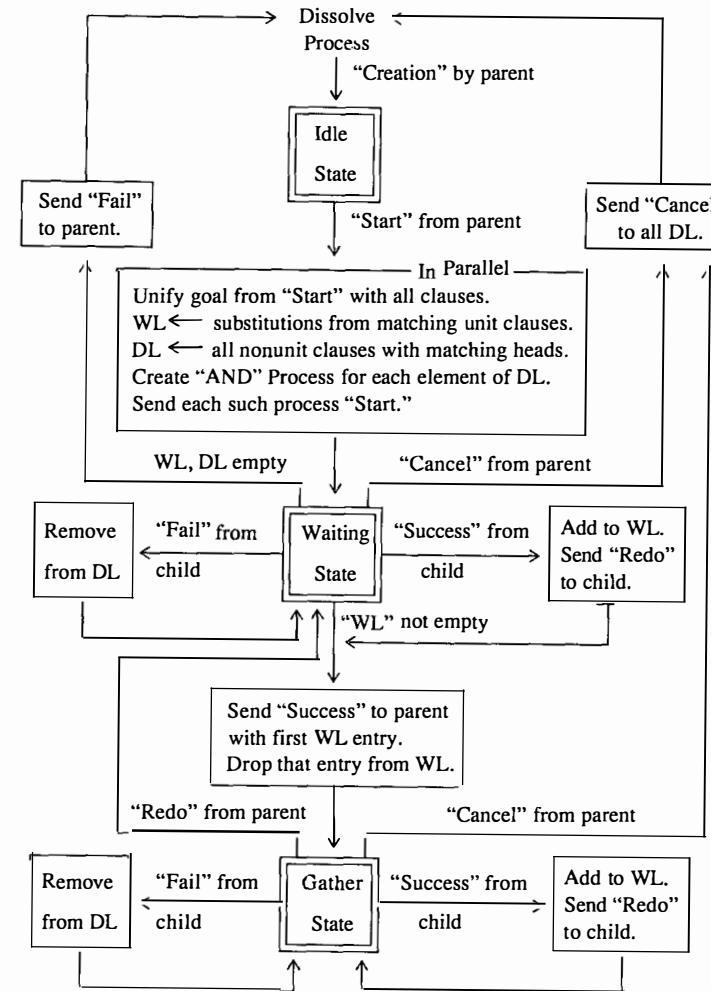 Dissolve
Process
"Creation" by parent
Idle
State
Send "Fail"
to parent.
Send "Cancel
to all DL.
"Start" from parent
In Parallel
Unify goal from "Start" with all clauses.
WL ← substitutions from matching unit clauses.
DL ← all nonunit clauses with matching heads.
Create "AND" Process for each element of DL.
Send each such process "Start."
WL, DL empty
"Cancel" from parent
Remove
from DL
"Fail" from
child
Waiting
State
"Success" from
child
Add to WL.
Send "Redo"
to child.
"WL" not empty
Send "Success" to parent
with first WL entry.
Drop that entry from WL.
"Redo" from parent
"Cancel" from parent
Remove
from DL
"Fail" from
child
Gather
State
"Success" from
child
Add to WL.
Send "Redo"
to child.